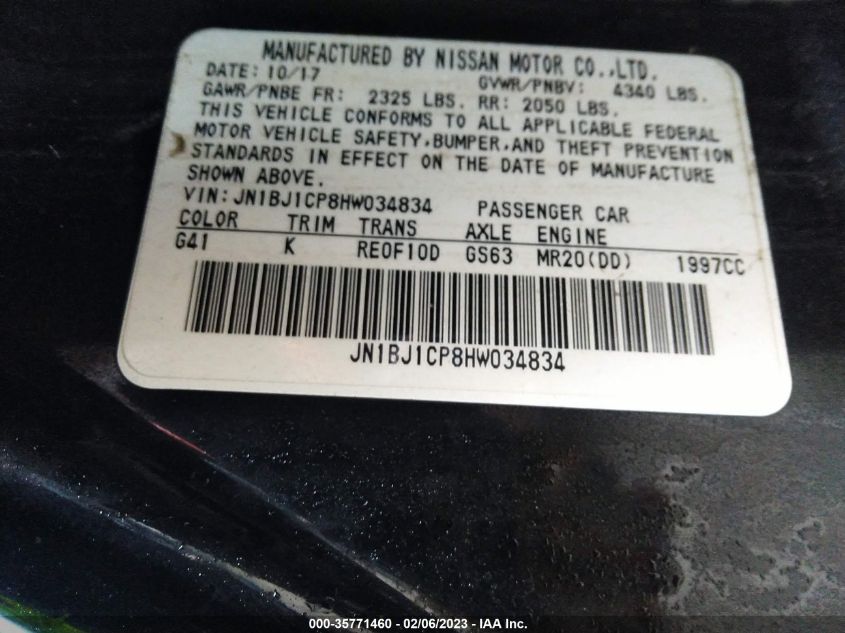 MANUFACTURED BY NISSAN MOTOR CO.,LTD.
DATE: 10/17 GVWR/PNBV: 4340 LBS.
GAWR/PNBE FR: 2325 LBS. RR: 2050 LBS.
THIS VEHICLE CONFORMS TO ALL APPLICABLE FEDERAL
MOTOR VEHICLE SAFETY,BUMPER,AND THEFT PREVENTION
STANDARDS IN EFFECT ON THE DATE OF MANUFACTURE
SHOWN ABOVE.
VIN:JN1BJ1CP8HW034834 PASSENGER CAR
COLOR TRIM TRANS AXLE ENGINE
G41 K RE0F10D GS63 MR20(DD) 1997CC
JN1BJ1CP8HW034834
000-35771460 - 02/06/2023 - IAA Inc.